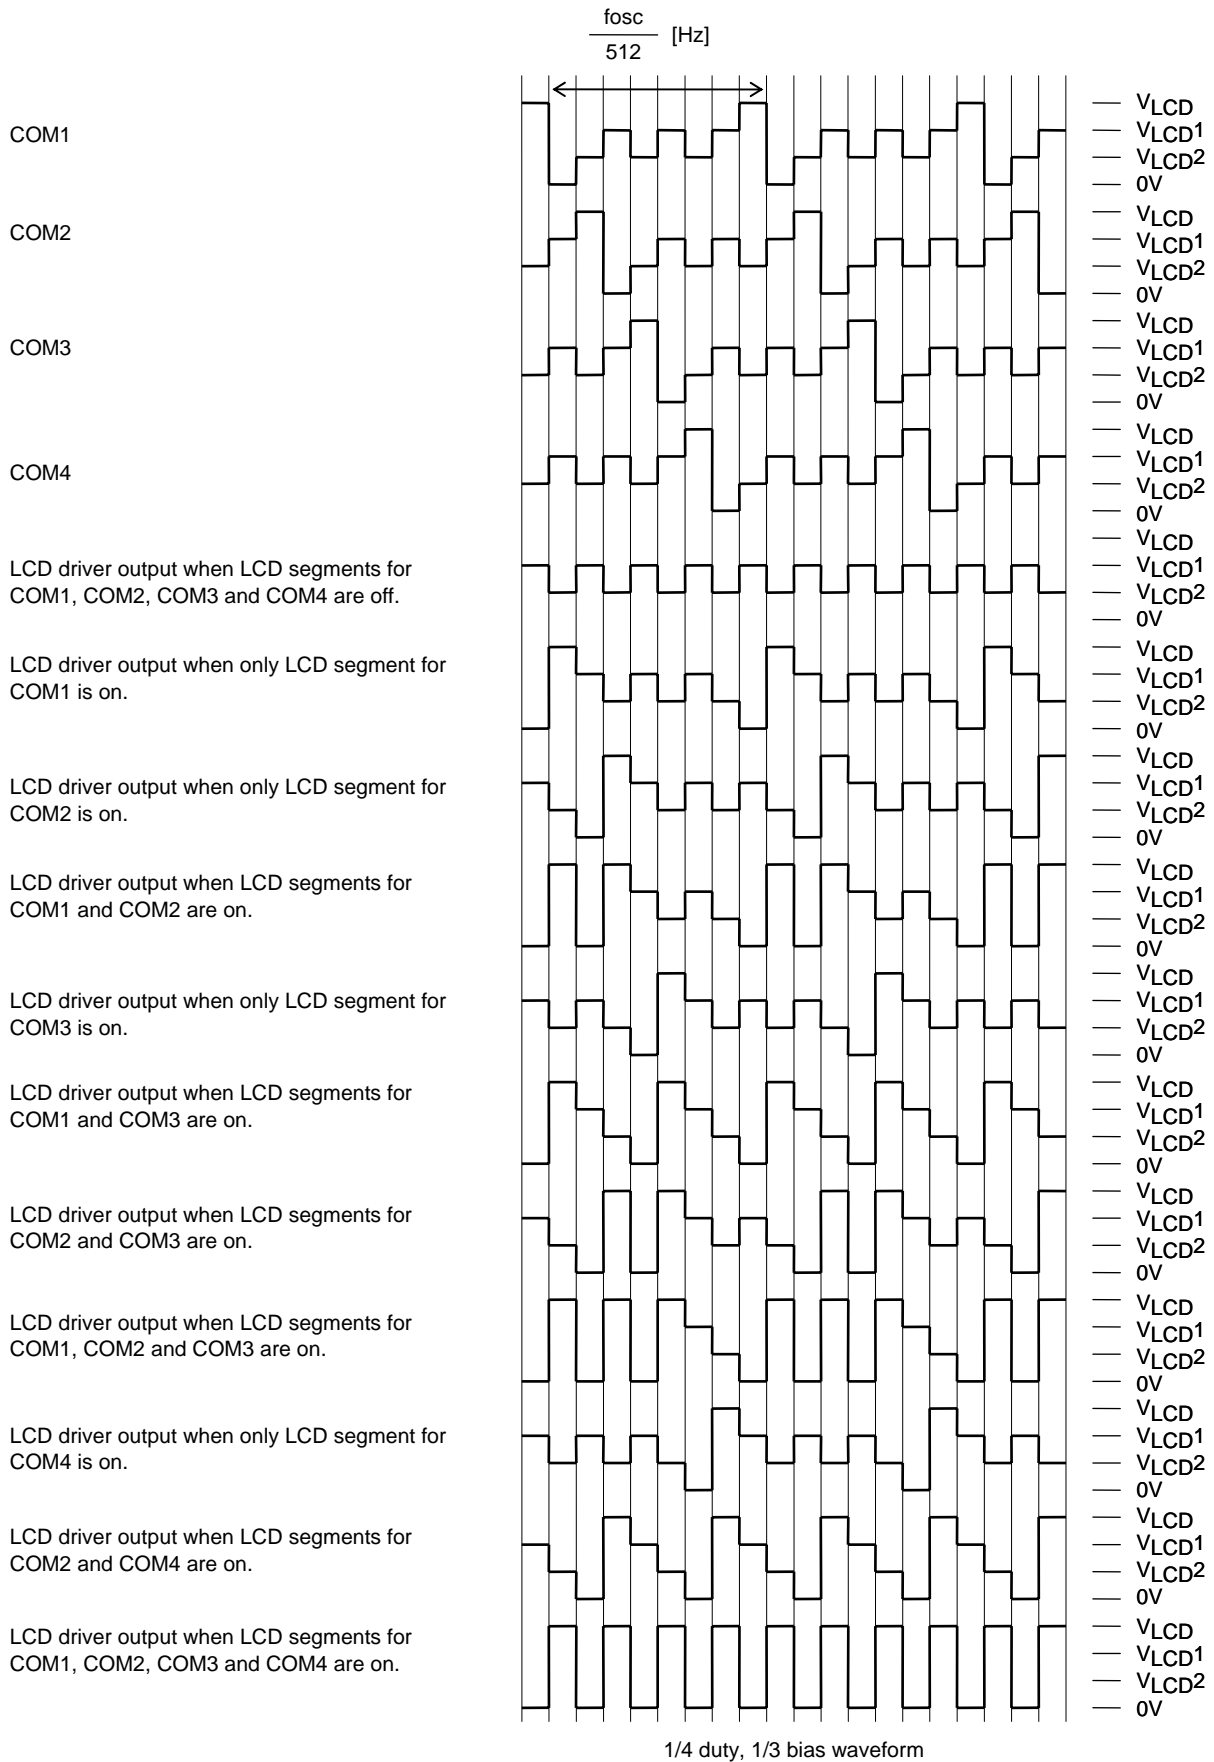 fosc
512
[Hz]
COM1
VLCD
VLCD1
VLCD2
0V
COM2
VLCD
VLCD1
VLCD2
0V
COM3
VLCD
VLCD1
VLCD2
0V
COM4
VLCD
VLCD1
VLCD2
0V
LCD driver output when LCD segments for
COM1, COM2, COM3 and COM4 are off.
VLCD
VLCD1
VLCD2
0V
LCD driver output when only LCD segment for
COM1 is on.
VLCD
VLCD1
VLCD2
0V
LCD driver output when only LCD segment for
COM2 is on.
VLCD
VLCD1
VLCD2
0V
LCD driver output when LCD segments for
COM1 and COM2 are on.
VLCD
VLCD1
VLCD2
0V
LCD driver output when only LCD segment for
COM3 is on.
VLCD
VLCD1
VLCD2
0V
LCD driver output when LCD segments for
COM1 and COM3 are on.
VLCD
VLCD1
VLCD2
0V
LCD driver output when LCD segments for
COM2 and COM3 are on.
VLCD
VLCD1
VLCD2
0V
LCD driver output when LCD segments for
COM1, COM2 and COM3 are on.
VLCD
VLCD1
VLCD2
0V
LCD driver output when only LCD segment for
COM4 is on.
VLCD
VLCD1
VLCD2
0V
LCD driver output when LCD segments for
COM2 and COM4 are on.
VLCD
VLCD1
VLCD2
0V
LCD driver output when LCD segments for
COM1, COM2, COM3 and COM4 are on.
VLCD
VLCD1
VLCD2
0V
1/4 duty, 1/3 bias waveform